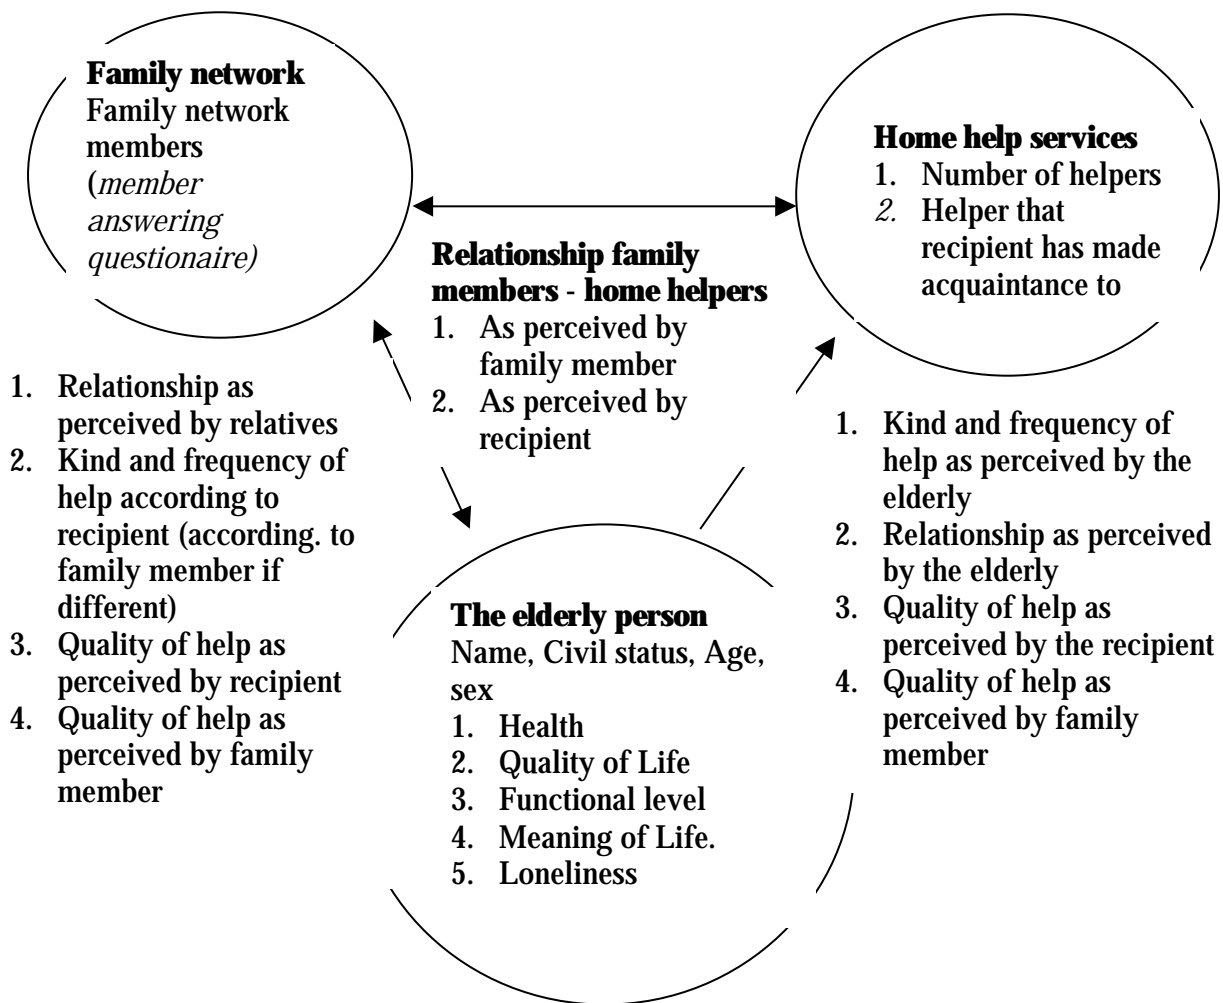 Family network
Family network
members
(member
answering
questionaire)
Home help services
1. Number of helpers
2. Helper that
recipient has made
acquaintance to
Relationship family
members - home helpers
1. As perceived by
family member
2. As perceived by
recipient
1. Relationship as
perceived by relatives
2. Kind and frequency of
help according to
recipient (according. to
family member if
different)
3. Quality of help as
perceived by recipient
4. Quality of help as
perceived by family
member
1. Kind and frequency of
help as perceived by the
elderly
2. Relationship as perceived
by the elderly
3. Quality of help as
perceived by the recipient
4. Quality of help as
perceived by family
member
The elderly person
Name, Civil status, Age,
sex
1. Health
2. Quality of Life
3. Functional level
4. Meaning of Life.
5. Loneliness